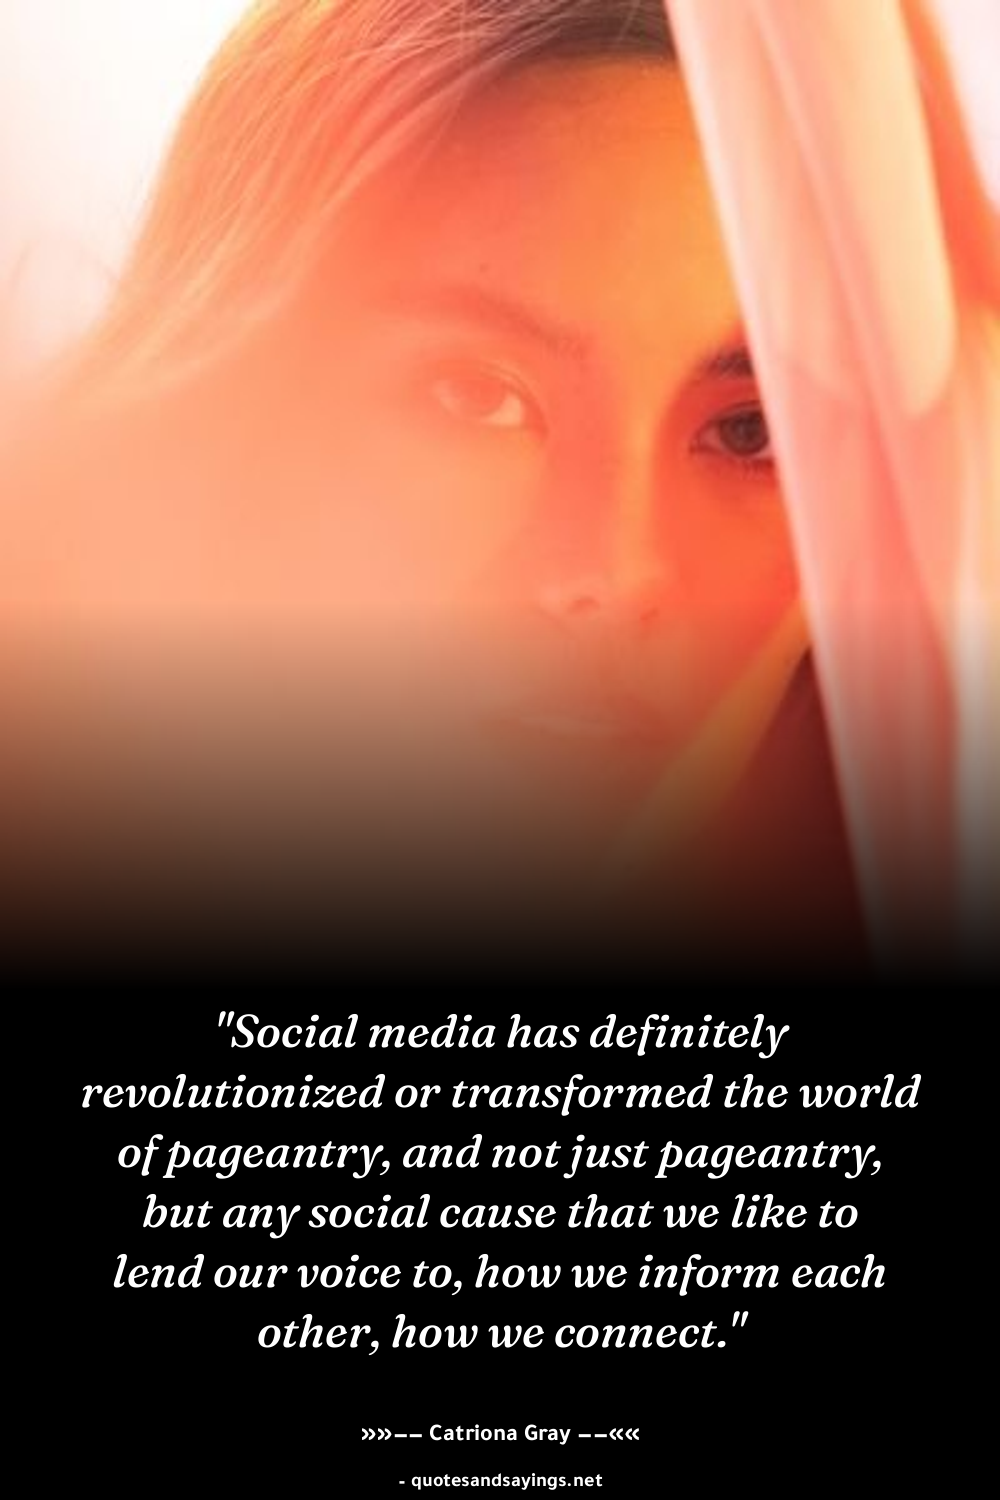 "Social media has definitely
revolutionized or transformed the world
of pageantry, and not just pageantry,
but any social cause that we like to
lend our voice to, how we inform each
other, how we connect."
»»–– Catriona Gray ––««
- quotesandsayings.net